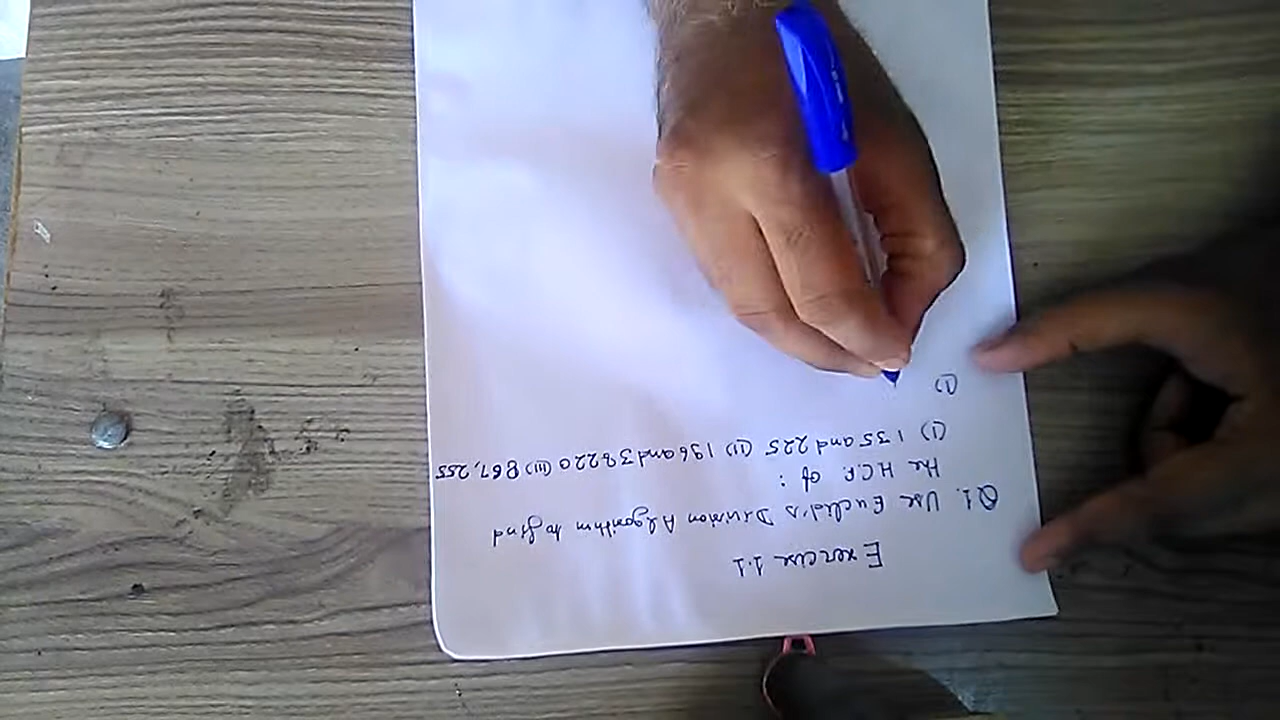 Exercise 1.1
Q1. Use Euclid's Division Algorithm to find
the H.C.F. of :
(i) 135 and 225 (ii) 196 and 38220 (iii) 867, 255
(i)